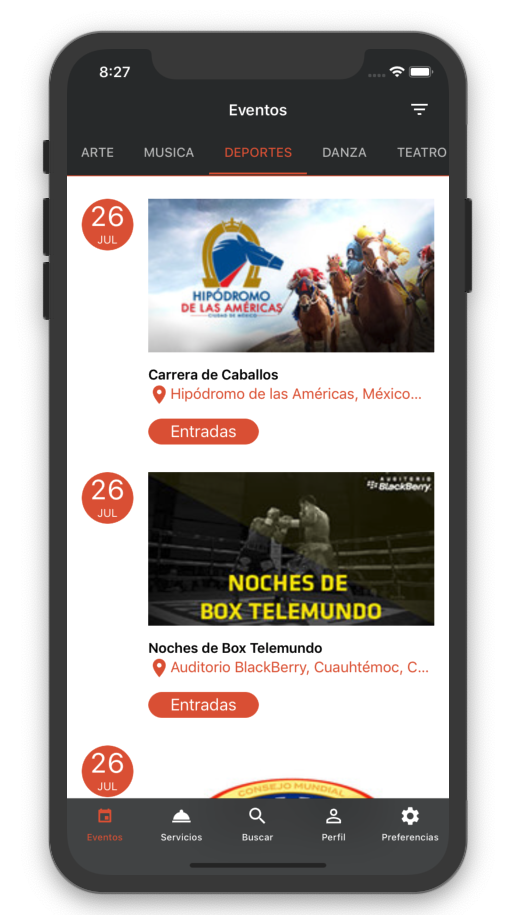 8:27
Eventos
ARTE MUSICA DEPORTES DANZA TEATRO
26
JUL
HIPÓDROMO
DE LAS AMÉRICAS
CIUDAD DE MÉXICO
Carrera de Caballos
Hipódromo de las Américas, México...
Entradas
26
JUL
AUDITORIO
BlackBerry.
NOCHES DE
BOX TELEMUNDO
Noches de Box Telemundo
Auditorio BlackBerry, Cuauhtémoc, C...
Entradas
26
JUL
CONSEJO MUNDIAL
Eventos Servicios Buscar Perfil Preferencias